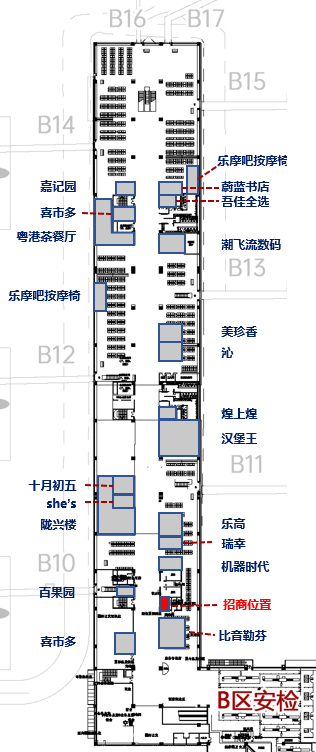 B16
B17
B15
B14
乐摩吧按摩椅
嘉记园
蔚蓝书店
喜市多
吾佳全选
粤港茶餐厅
潮飞流数码
B13
乐摩吧按摩椅
美珍香
B12
沁
煌上煌
汉堡王
B11
十月初五
she's
陇兴楼
乐高
瑞幸
B10
机器时代
百果园
招商位置
喜市多
比音勒芬
B区安检